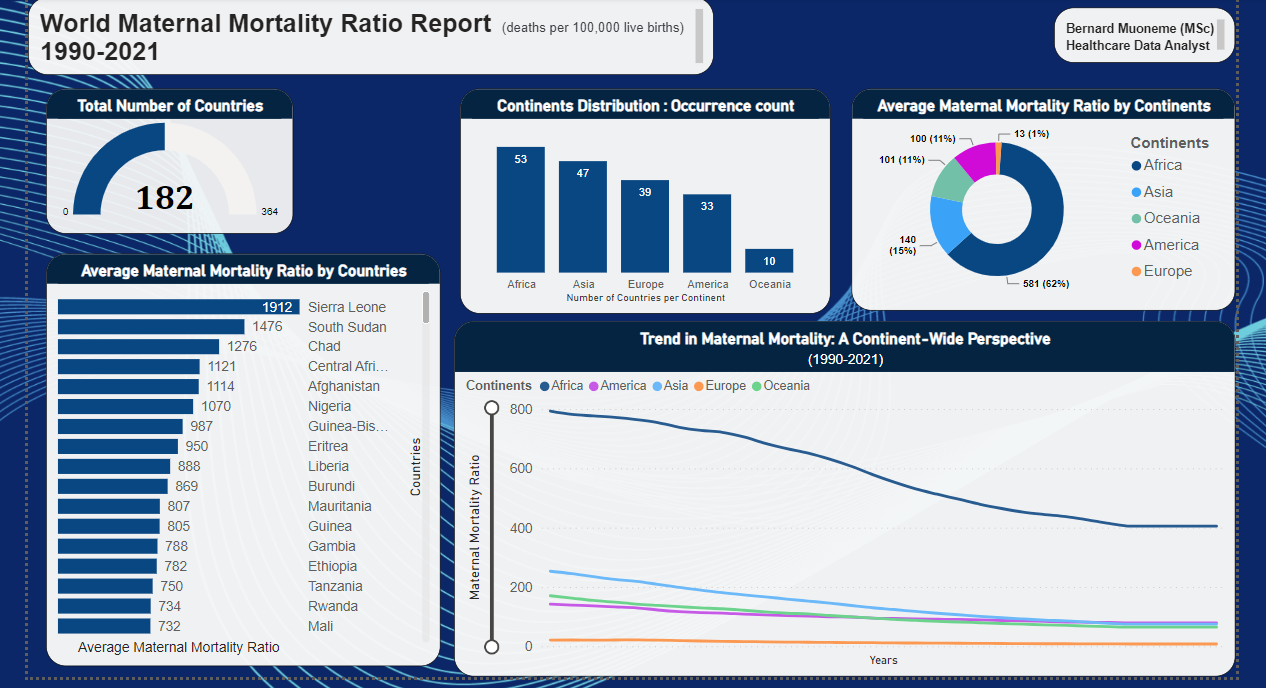 World Maternal Mortality Ratio Report (deaths per 100,000 live births)
1990-2021
Bernard Muoneme (MSc)
Healthcare Data Analyst
Total Number of Countries
182
0
364
Continents Distribution : Occurrence count
53
47
39
33
10
Africa
Asia
Europe
America
Oceania
Number of Countries per Continent
Average Maternal Mortality Ratio by Continents
100 (11%)
13 (1%)
101 (11%)
140
(15%)
581 (62%)
Continents
Africa
Asia
Oceania
America
Europe
Average Maternal Mortality Ratio by Countries
1912 Sierra Leone
1476 South Sudan
1276 Chad
1121 Central Afri...
1114 Afghanistan
1070 Nigeria
987 Guinea-Bis...
950 Eritrea
888 Liberia
869 Burundi
807 Mauritania
805 Guinea
788 Gambia
782 Ethiopia
750 Tanzania
734 Rwanda
732 Mali
Countries
Average Maternal Mortality Ratio
Trend in Maternal Mortality: A Continent-Wide Perspective
(1990-2021)
Continents Africa America Asia Europe Oceania
Maternal Mortality Ratio
800
600
400
200
0
Years